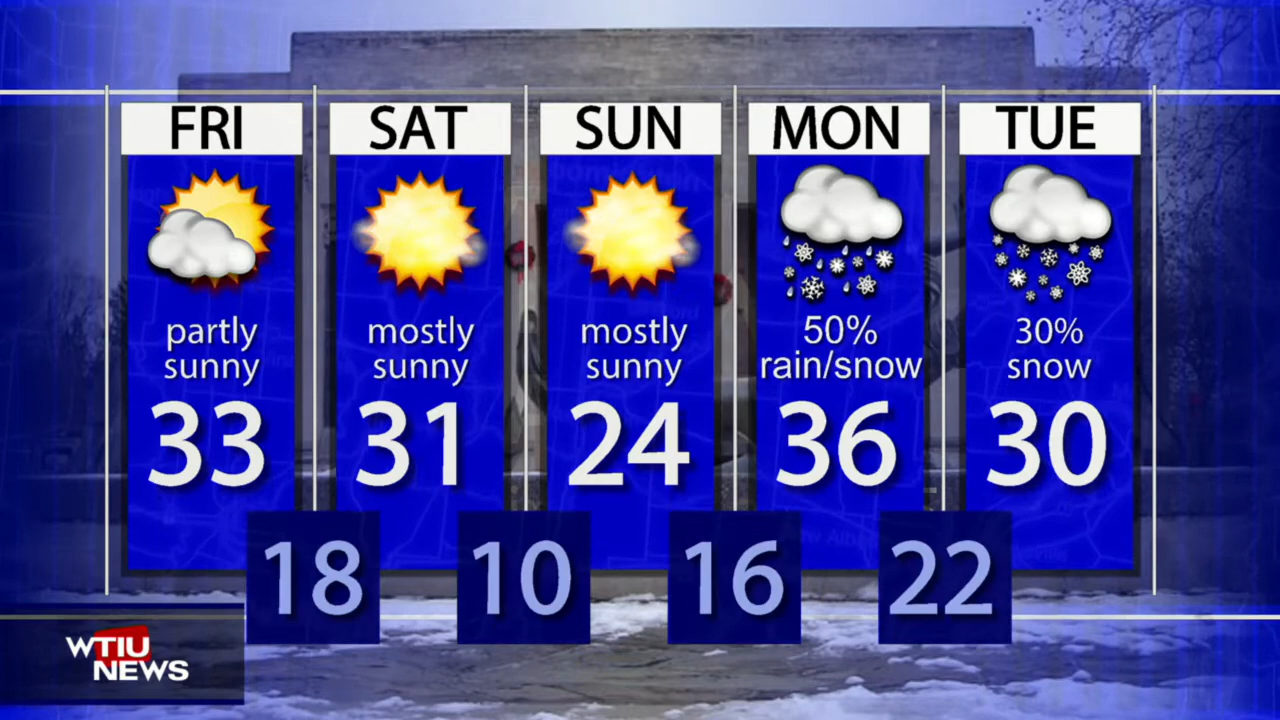 FRI
SAT
SUN
MON
TUE
partly
sunny
mostly
sunny
mostly
sunny
50%
rain/snow
30%
snow
33
31
24
36
30
18
10
16
22
WTIU
NEWS